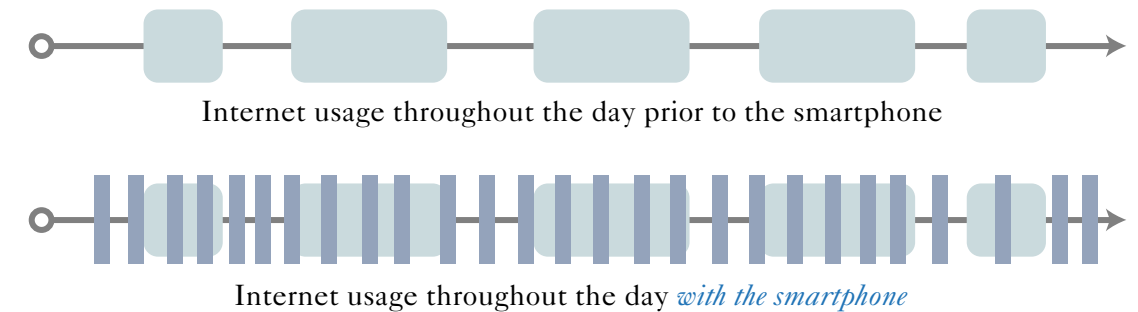 Internet usage throughout the day prior to the smartphone
Internet usage throughout the day with the smartphone